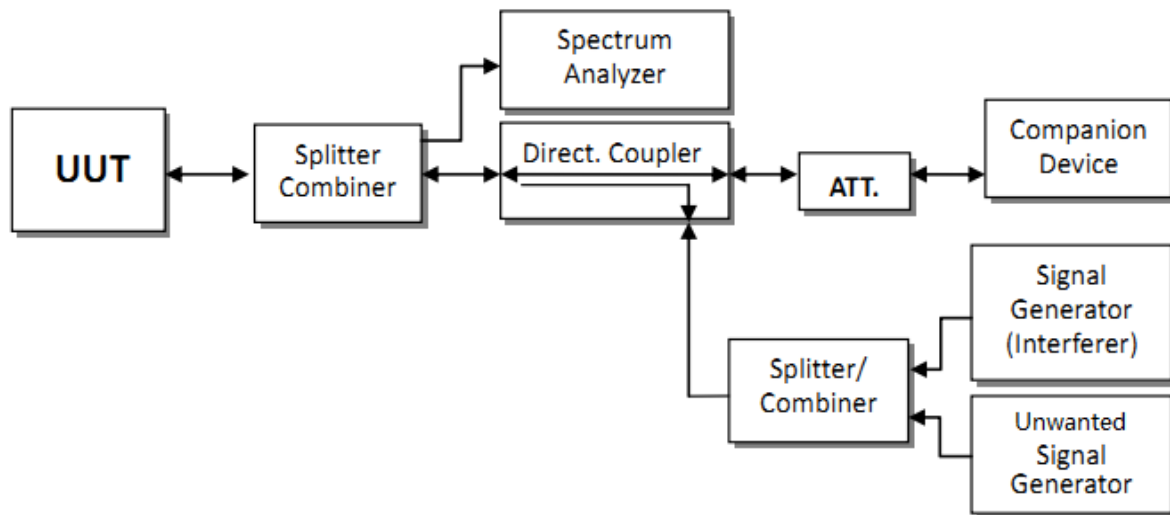 Spectrum
Analyzer
UUT
Splitter
Combiner
Direct. Coupler
ATT.
Companion
Device
Signal
Generator
(Interferer)
Splitter/
Combiner
Unwanted
Signal
Generator